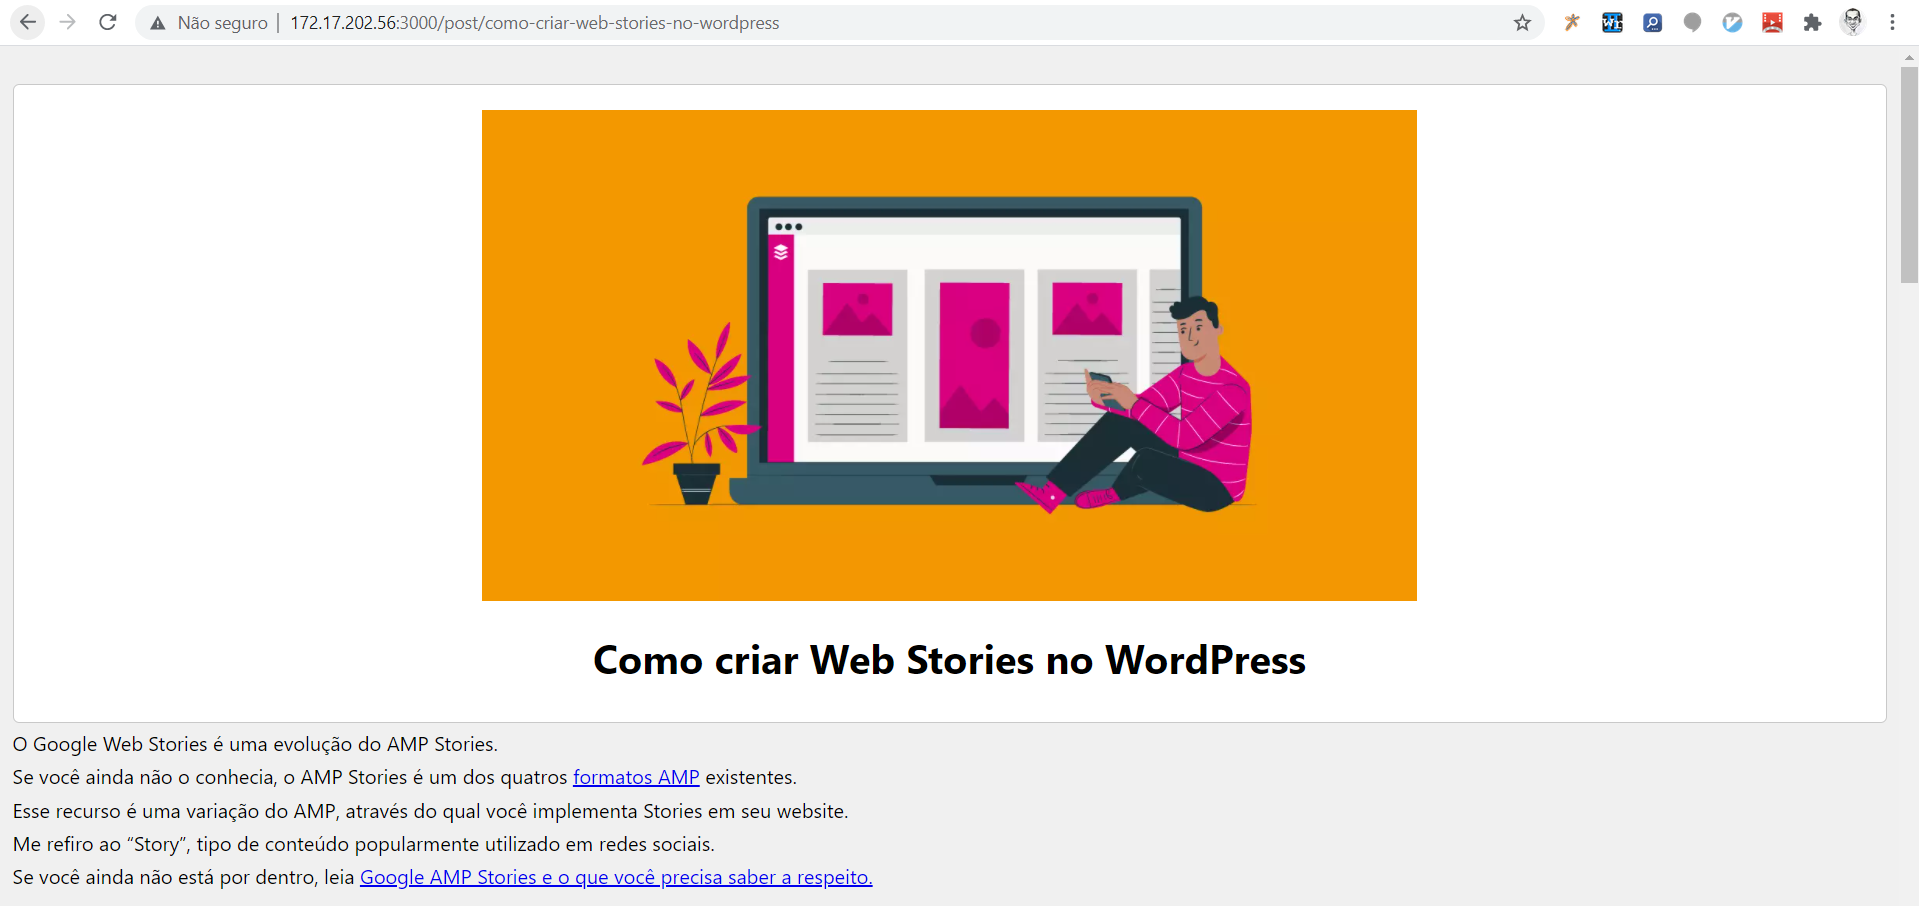 Não seguro | 172.17.202.56:3000/post/como-criar-web-stories-no-wordpress
Como criar Web Stories no WordPress
O Google Web Stories é uma evolução do AMP Stories.
Se você ainda não o conhecia, o AMP Stories é um dos quatros formatos AMP existentes.
Esse recurso é uma variação do AMP, através do qual você implementa Stories em seu website.
Me refiro ao “Story”, tipo de conteúdo popularmente utilizado em redes sociais.
Se você ainda não está por dentro, leia Google AMP Stories e o que você precisa saber a respeito.